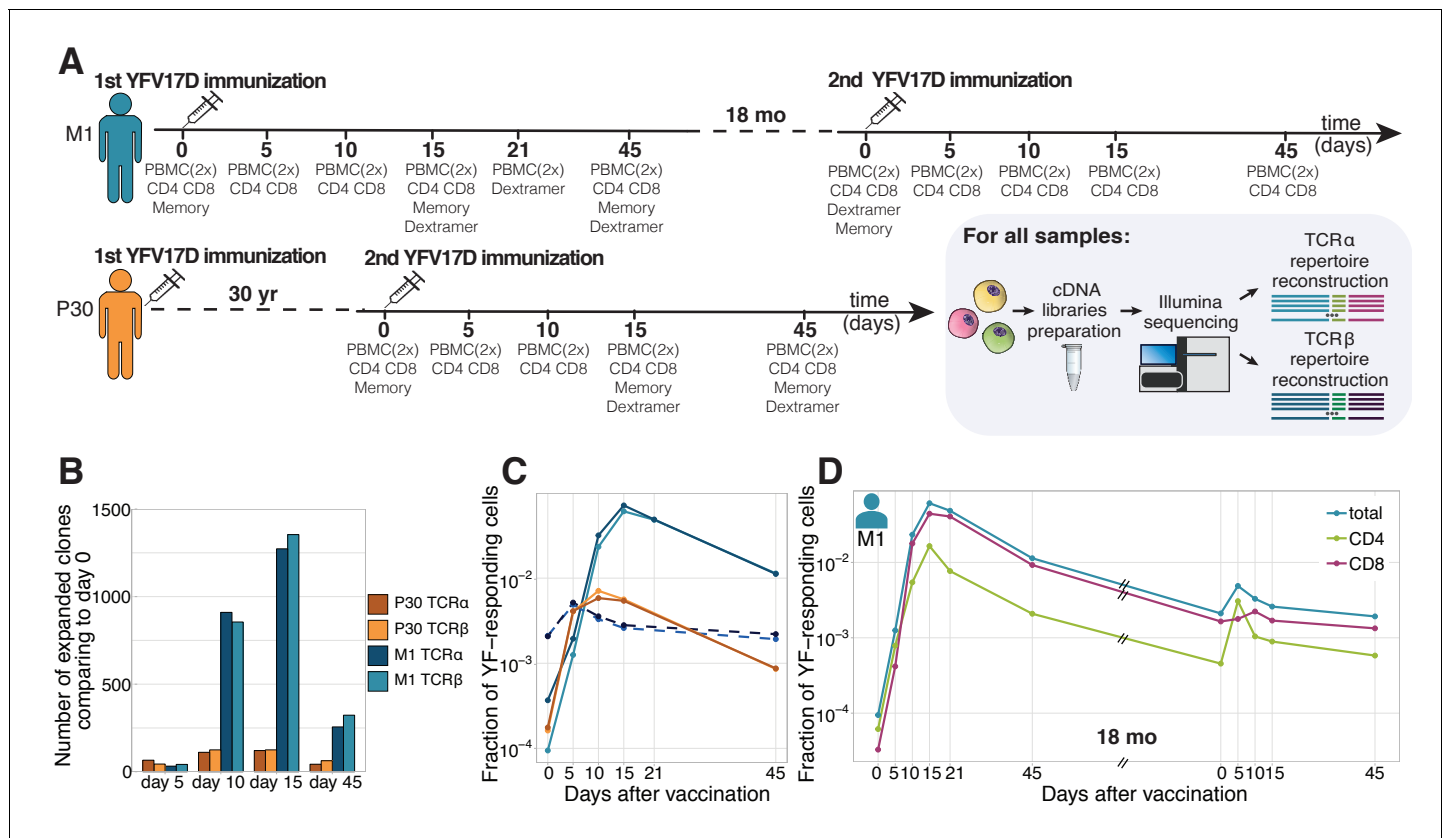 A
1st YFV17D immunization
2nd YFV17D immunization
M1
18 mo
time
(days)
0 5 10 15 21 45 0 5 10 15 45
PBMC(2x) PBMC(2x) PBMC(2x) PBMC(2x) PBMC(2x) PBMC(2x) PBMC(2x) PBMC(2x) PBMC(2x) PBMC(2x) PBMC(2x)
CD4 CD8 CD4 CD8 CD4 CD8 CD4 CD8 Dextramer CD4 CD8 CD4 CD8 CD4 CD8 CD4 CD8 CD4 CD8 CD4 CD8
Memory Memory Memory Dextramer
Dextramer Dextramer Memory
1st YFV17D immunization
2nd YFV17D immunization
P30
30 yr
time
(days)
0 5 10 15 45
PBMC(2x) PBMC(2x) PBMC(2x) PBMC(2x) PBMC(2x)
CD4 CD8 CD4 CD8 CD4 CD8 CD4 CD8 CD4 CD8
Memory Memory Memory
Dextramer Dextramer
For all samples:
cDNA
libraries
preparation
Illumina
sequencing
TCRα
repertoire
reconstruction
TCRβ
repertoire
reconstruction
B
Number of expanded clones
comparing to day 0
1500
1000
500
0
day 5 day 10 day 15 day 45
P30 TCRα
P30 TCRβ
M1 TCRα
M1 TCRβ
C
Fraction of YF−responding cells
10−2
10−3
10−4
0 5 10 15 21 45
Days after vaccination
D
M1
Fraction of YF−responding cells
10−2
10−3
10−4
total
CD4
CD8
18 mo
0 5 10 15 21 45 0 5 10 15 45
Days after vaccination